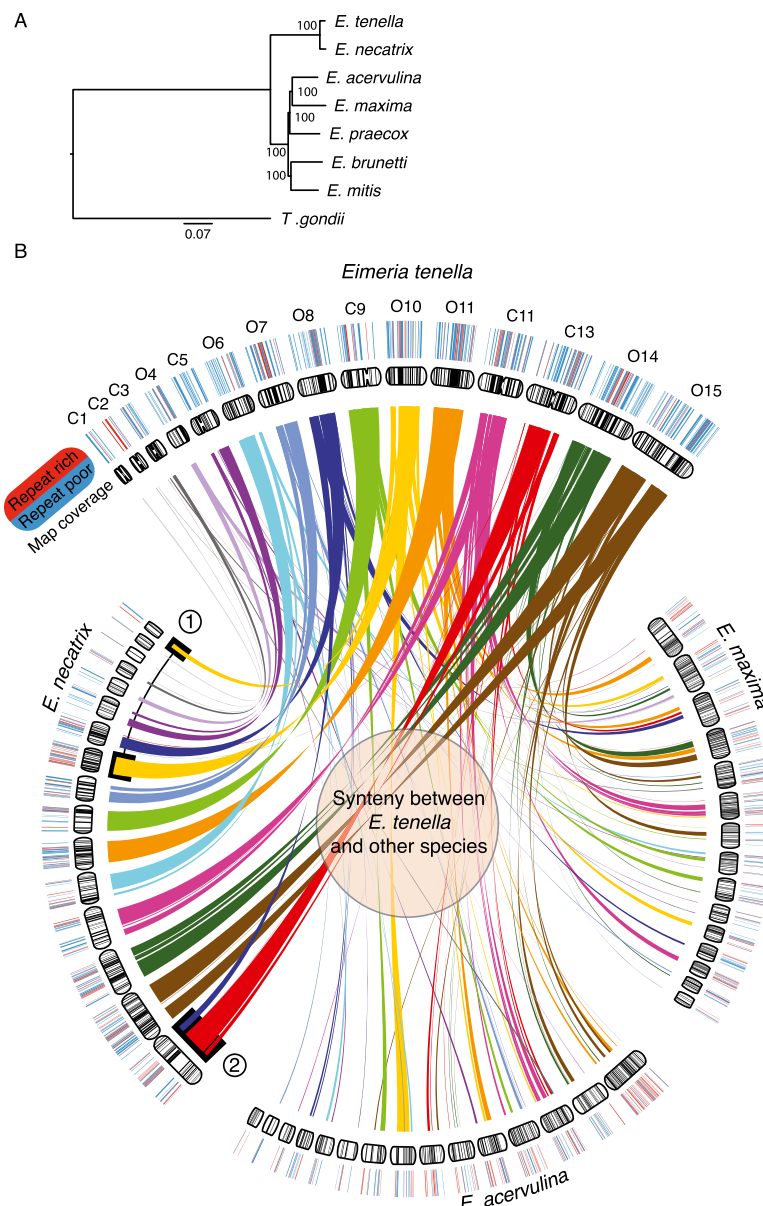 A
100
E. tenella
E. necatrix
E. acervulina
100
E. maxima
100
E. praecox
100
E. brunetti
100
E. mitis
T .gondii
0.07
B
Eimeria tenella
C1
C2
C3
O4
C5
O6
O7
O8
C9
O10
O11
C11
C13
O14
O15
Repeat rich
Repeat poor
Map coverage
E. necatrix
1
E. maxima
Synteny between
E. tenella
and other species
2
E. acervulina